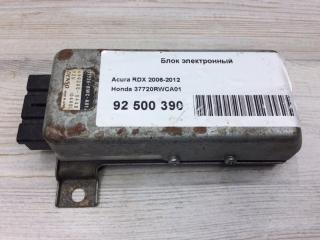 Блок электронный
Acura RDX 2006-2012
Honda 37720RWCA01
92 500 390